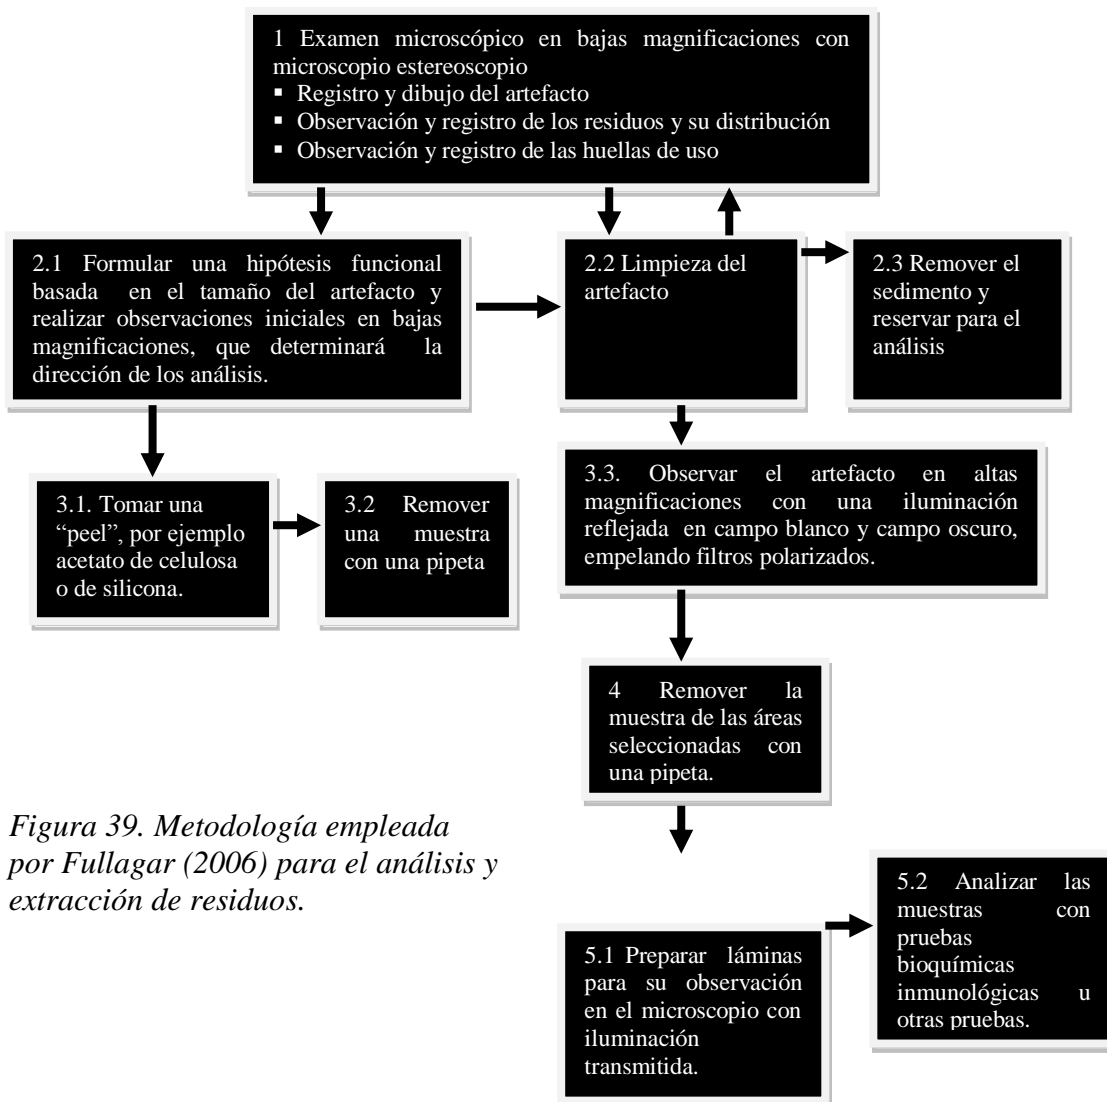 1 Examen microscópico en bajas magnificaciones con
microscopio estereoscopio
▪ Registro y dibujo del artefacto
▪ Observación y registro de los residuos y su distribución
▪ Observación y registro de las huellas de uso
2.1 Formular una hipótesis funcional
basada en el tamaño del artefacto y
realizar observaciones iniciales en bajas
magnificaciones, que determinará la
dirección de los análisis.
2.2 Limpieza del
artefacto
2.3 Remover el
sedimento y
reservar para el
análisis
3.1. Tomar una
“peel”, por ejemplo
acetato de celulosa
o de silicona.
3.2 Remover
una muestra
con una pipeta
3.3. Observar el artefacto en altas
magnificaciones con una iluminación
reflejada en campo blanco y campo oscuro,
empelando filtros polarizados.
4 Remover la
muestra de las áreas
seleccionadas con
una pipeta.
Figura 39. Metodología empleada
por Fullagar (2006) para el análisis y
extracción de residuos.
5.1 Preparar láminas
para su observación
en el microscopio con
iluminación
transmitida.
5.2 Analizar las
muestras con
pruebas
bioquímicas
inmunológicas u
otras pruebas.